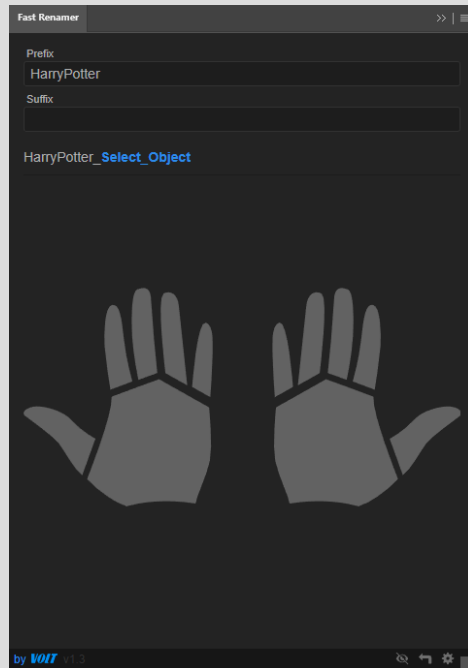 Fast Renamer
Prefix
HarryPotter
Suffix
HarryPotter_Select_Object
by VOIT v1.3